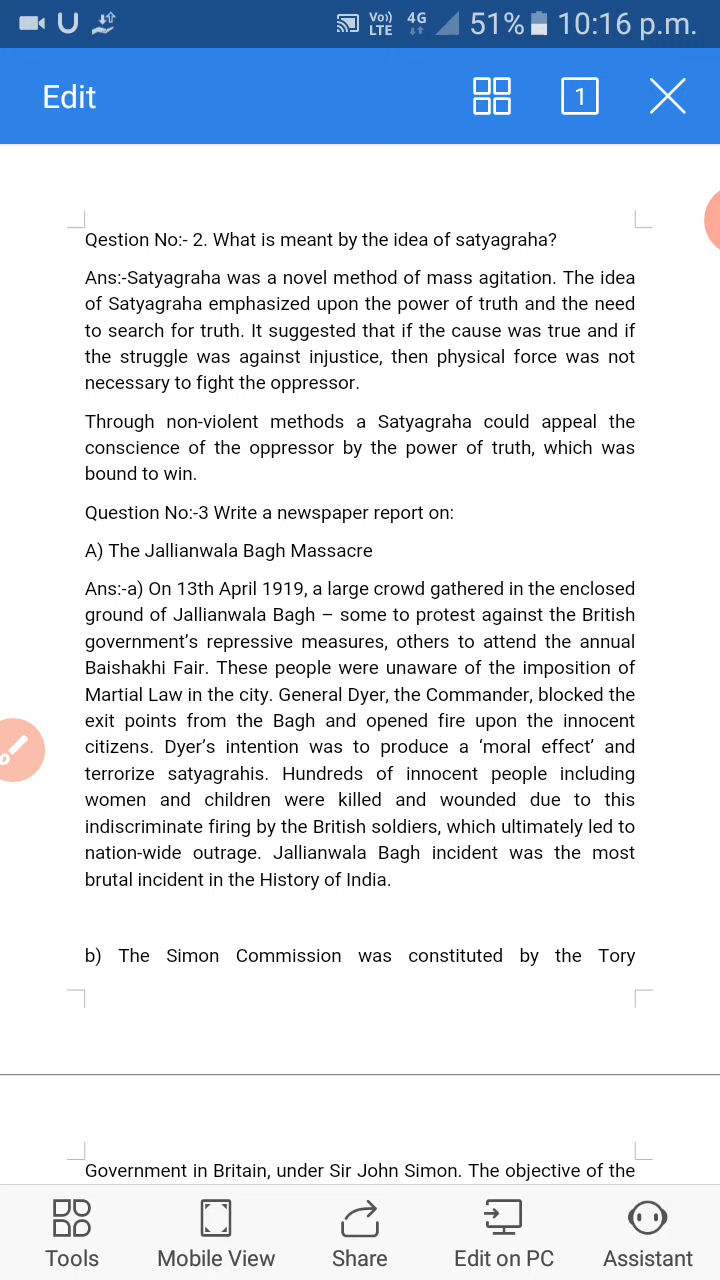 Vo))
LTE
4G
51%
10:16 p.m.
Edit
1
Qestion No:- 2. What is meant by the idea of satyagraha?
Ans:-Satyagraha was a novel method of mass agitation. The idea
of Satyagraha emphasized upon the power of truth and the need
to search for truth. It suggested that if the cause was true and if
the struggle was against injustice, then physical force was not
necessary to fight the oppressor.
Through non-violent methods a Satyagraha could appeal the
conscience of the oppressor by the power of truth, which was
bound to win.
Question No:-3 Write a newspaper report on:
A) The Jallianwala Bagh Massacre
Ans:-a) On 13th April 1919, a large crowd gathered in the enclosed
ground of Jallianwala Bagh – some to protest against the British
government’s repressive measures, others to attend the annual
Baishakhi Fair. These people were unaware of the imposition of
Martial Law in the city. General Dyer, the Commander, blocked the
exit points from the Bagh and opened fire upon the innocent
citizens. Dyer’s intention was to produce a ‘moral effect’ and
terrorize satyagrahis. Hundreds of innocent people including
women and children were killed and wounded due to this
indiscriminate firing by the British soldiers, which ultimately led to
nation-wide outrage. Jallianwala Bagh incident was the most
brutal incident in the History of India.
b) The Simon Commission was constituted by the Tory
Government in Britain, under Sir John Simon. The objective of the
Tools
Mobile View
Share
Edit on PC
Assistant